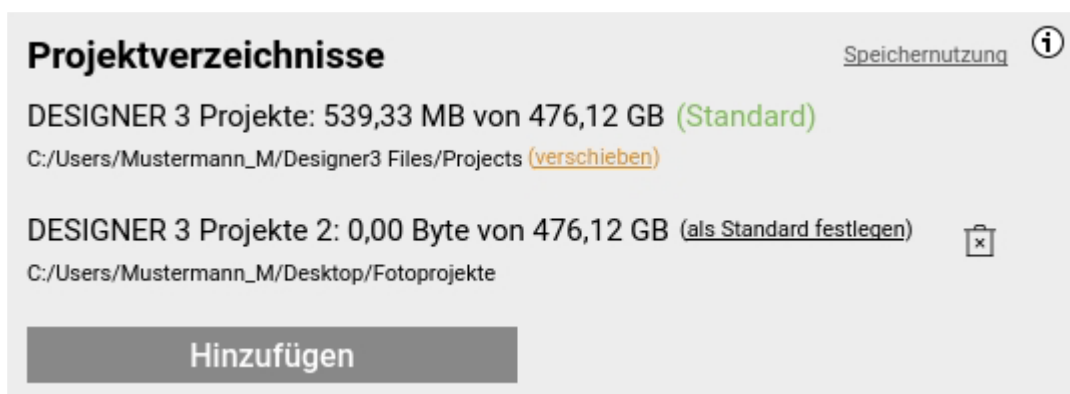 Projektverzeichnisse Speichernutzung
DESIGNER 3 Projekte: 539,33 MB von 476,12 GB (Standard)
C:/Users/Mustermann_M/Designer3 Files/Projects (verschieben)
DESIGNER 3 Projekte 2: 0,00 Byte von 476,12 GB (als Standard festlegen)
C:/Users/Mustermann_M/Desktop/Fotoprojekte
Hinzufügen